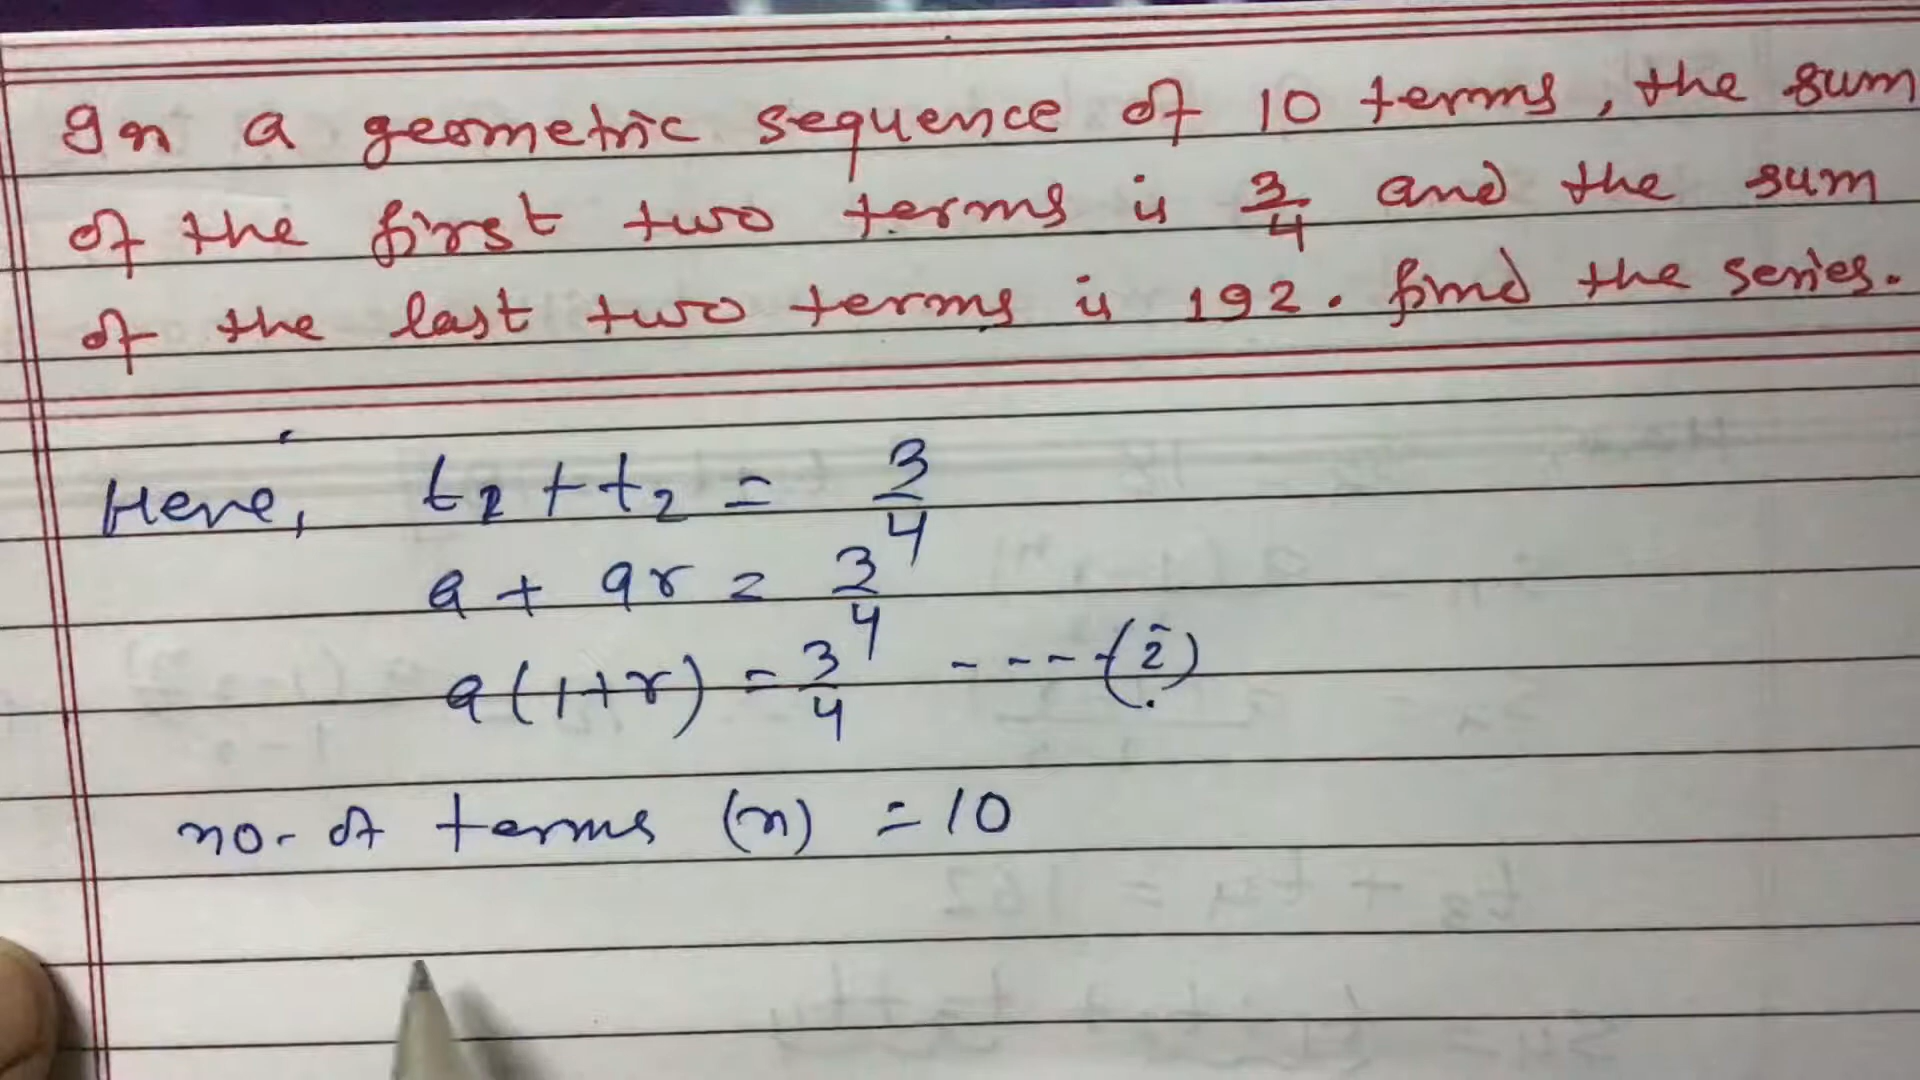 In a geometric sequence of 10 terms, the sum
of the first two terms is 3/4 and the sum
of the last two terms is 192. find the series.
Here, t1 + t2 = 3/4
a + ar = 3/4
a(1+r) = 3/4 ----(i)
no. of terms (n) = 10